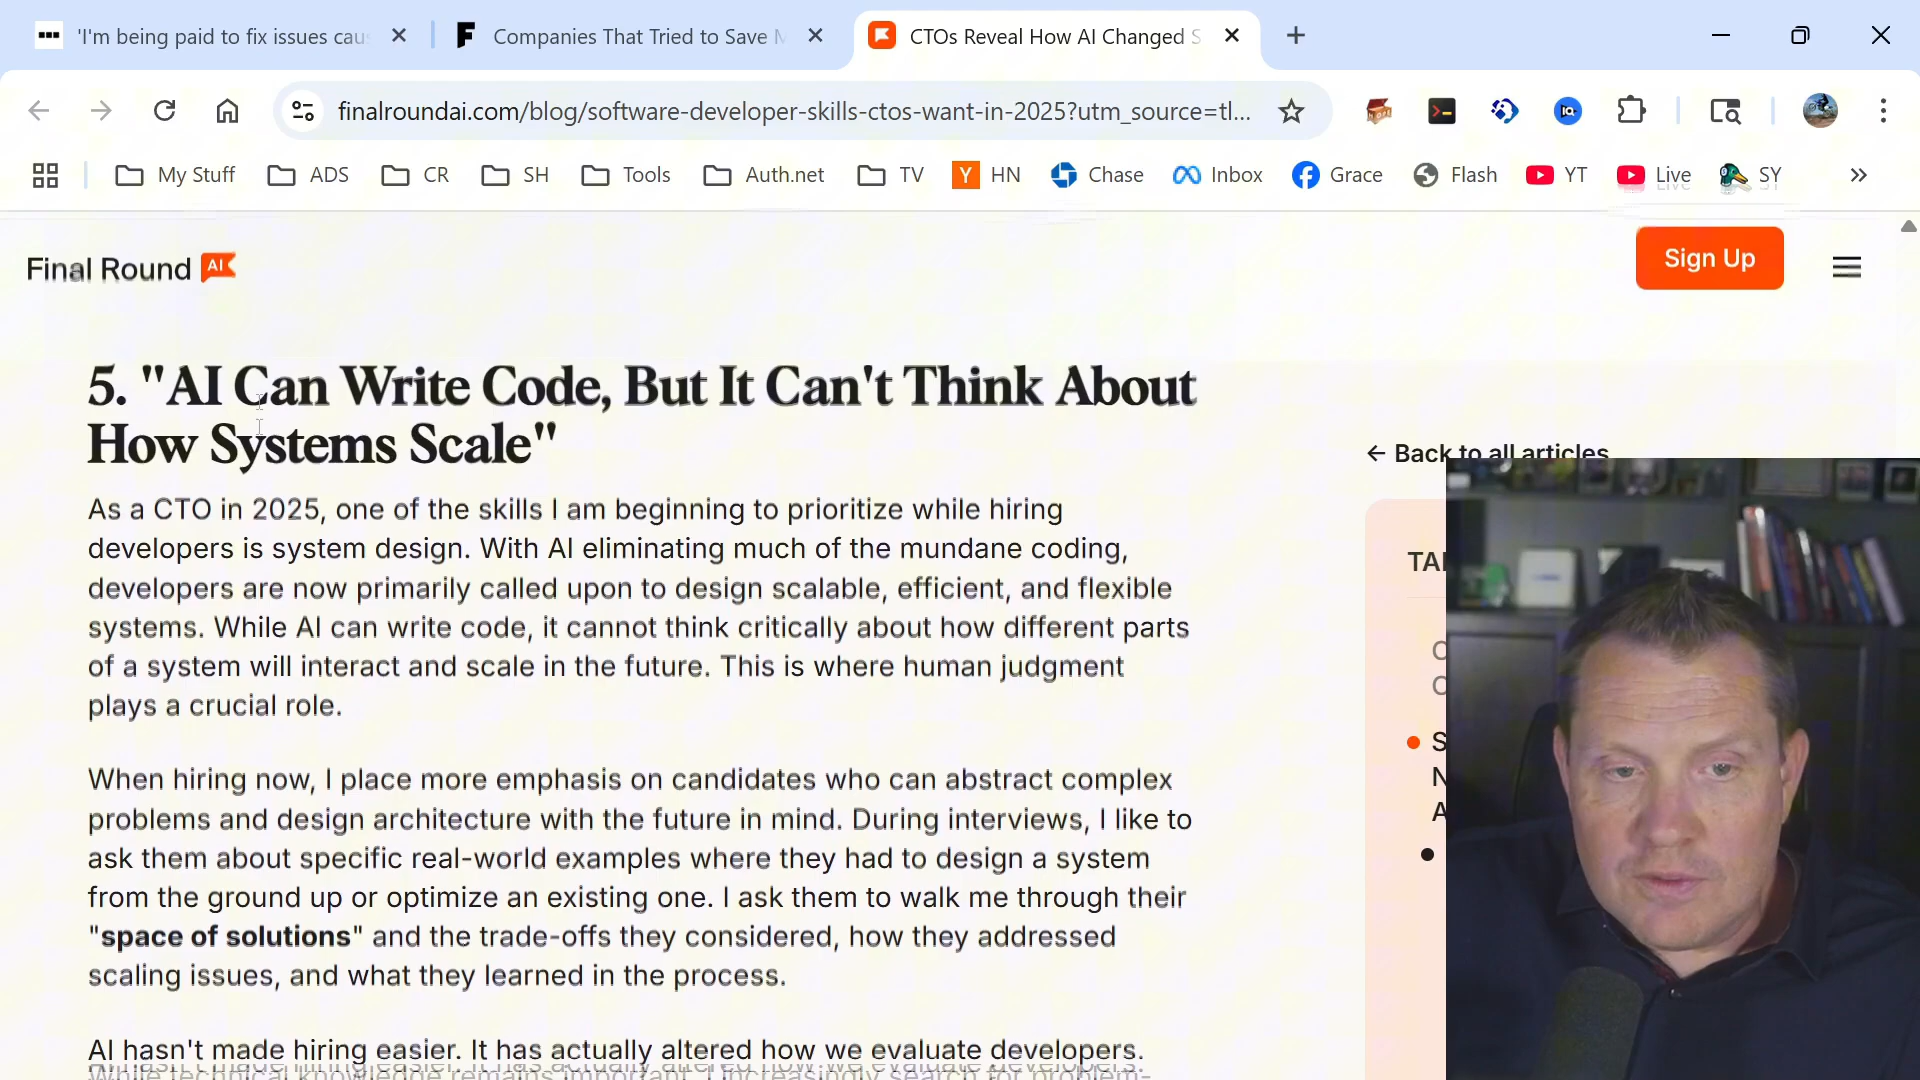 'I'm being paid to fix issues cau
Companies That Tried to Save M
CTOs Reveal How AI Changed S
finalroundai.com/blog/software-developer-skills-ctos-want-in-2025?utm_source=tl...
My Stuff
ADS
CR
SH
Tools
Auth.net
TV
Y HN
Chase
Inbox
Grace
Flash
YT
Live
SY
Final Round AI
Sign Up
5. "AI Can Write Code, But It Can't Think About
How Systems Scale"
As a CTO in 2025, one of the skills I am beginning to prioritize while hiring
developers is system design. With AI eliminating much of the mundane coding,
developers are now primarily called upon to design scalable, efficient, and flexible
systems. While AI can write code, it cannot think critically about how different parts
of a system will interact and scale in the future. This is where human judgment
plays a crucial role.
When hiring now, I place more emphasis on candidates who can abstract complex
problems and design architecture with the future in mind. During interviews, I like to
ask them about specific real-world examples where they had to design a system
from the ground up or optimize an existing one. I ask them to walk me through their
"space of solutions" and the trade-offs they considered, how they addressed
scaling issues, and what they learned in the process.
AI hasn't made hiring easier. It has actually altered how we evaluate developers.
While technical knowledge remains important, I increasingly search for problem-
← Back to all articles